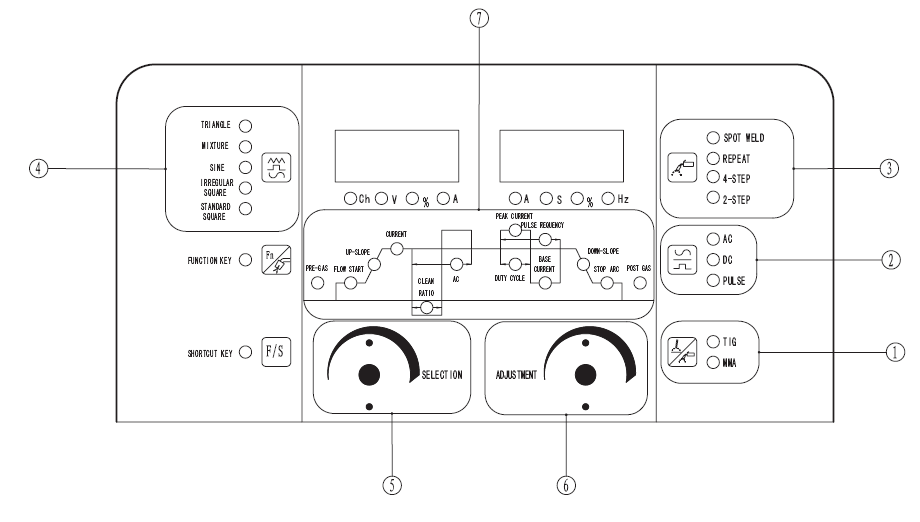 7
TRIANGLE
MIXTURE
SINE
IRREGULAR
SQUARE
STANDARD
SQUARE
4
FUNCTION KEY
Fn
SHORTCUT KEY
F/S
Ch V % A
A S % Hz
PRE-GAS
FLOW START
UP-SLOPE
CURRENT
CLEAN
RATIO
AC
PEAK CURRENT
PULSE REQUENCY
DUTY CYCLE
BASE
CURRENT
DOWN-SLOPE
STOP ARC
POST GAS
SELECTION
5
ADJUSTMENT
6
SPOT WELD
REPEAT
4-STEP
2-STEP
3
AC
DC
PULSE
2
TIG
MMA
1